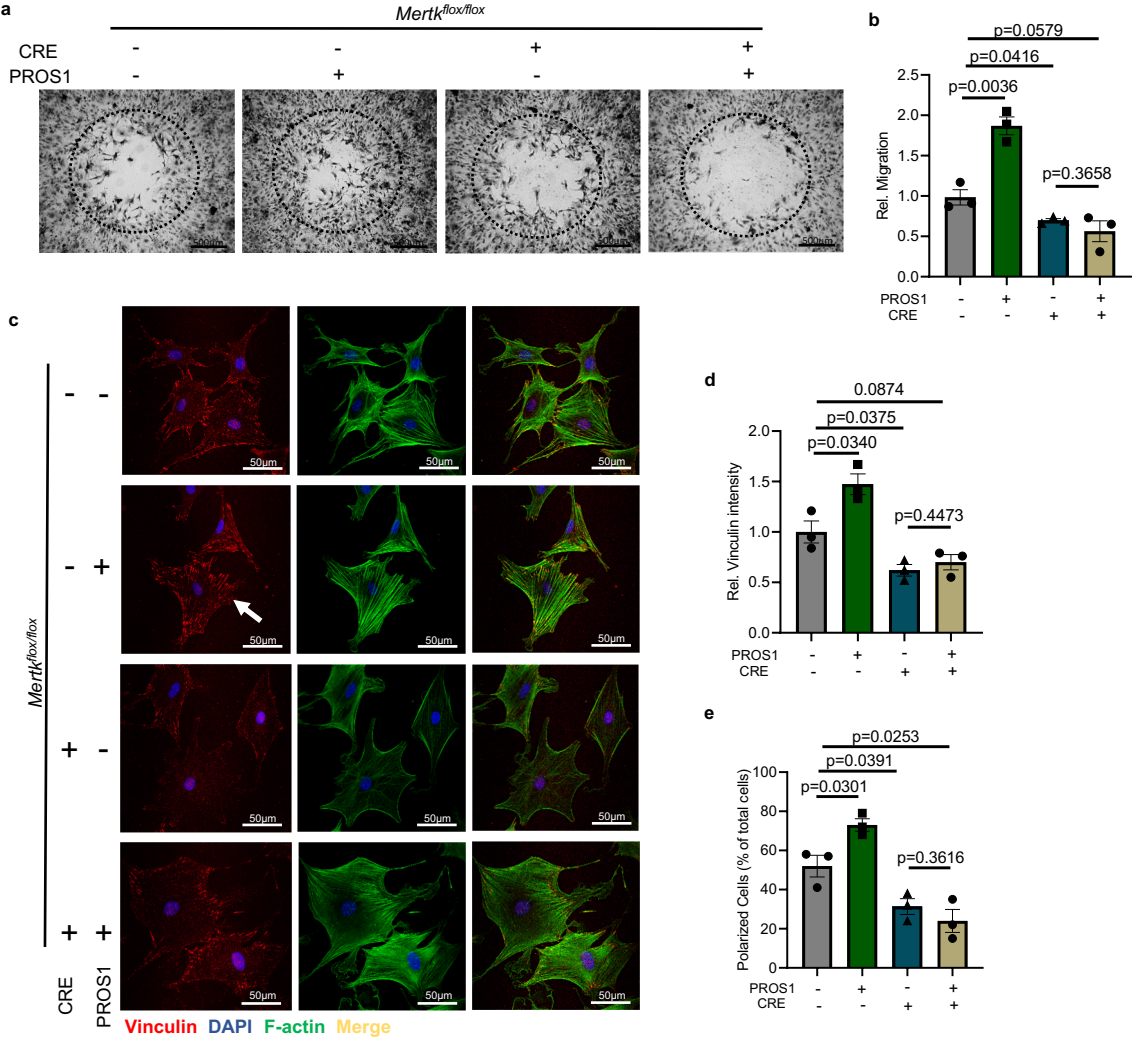 a
Mertk^flox/flox
CRE - - + +
PROS1 - + - +
500µm 500µm 500µm 500µm
b
p=0.0579
p=0.0416
p=0.0036
p=0.3658
Rel. Migration
2.5
2.0
1.5
1.0
0.5
0.0
PROS1 - + - +
CRE - - + +
c
Mertk^flox/flox
- -
50µm 50µm 50µm
- +
50µm 50µm 50µm
+ -
50µm 50µm 50µm
+ +
50µm 50µm 50µm
CRE PROS1
Vinculin DAPI F-actin Merge
d
0.0874
p=0.0375
p=0.0340
p=0.4473
Rel. Vinculin intensity
2.0
1.5
1.0
0.5
0.0
PROS1 - + - +
CRE - - + +
e
p=0.0253
p=0.0391
p=0.0301
p=0.3616
Polarized Cells (% of total cells)
100
80
60
40
20
0
PROS1 - + - +
CRE - - + +